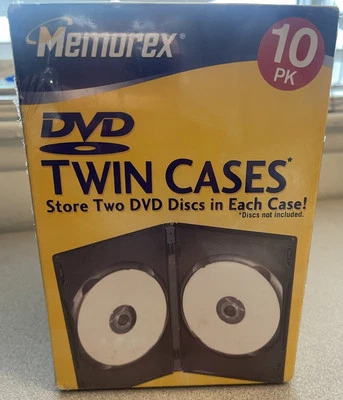 Memorex®
10
PK
DVD
TWIN CASES*
Store Two DVD Discs in Each Case!
*Discs not included.